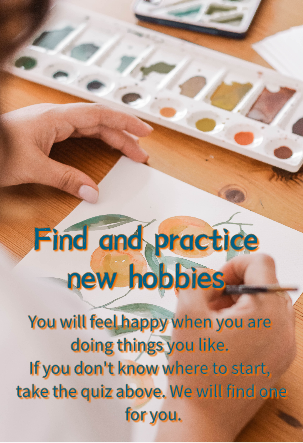 Find and practice
new hobbies
You will feel happy when you are
doing things you like.
If you don't know where to start,
take the quiz above. We will find one
for you.